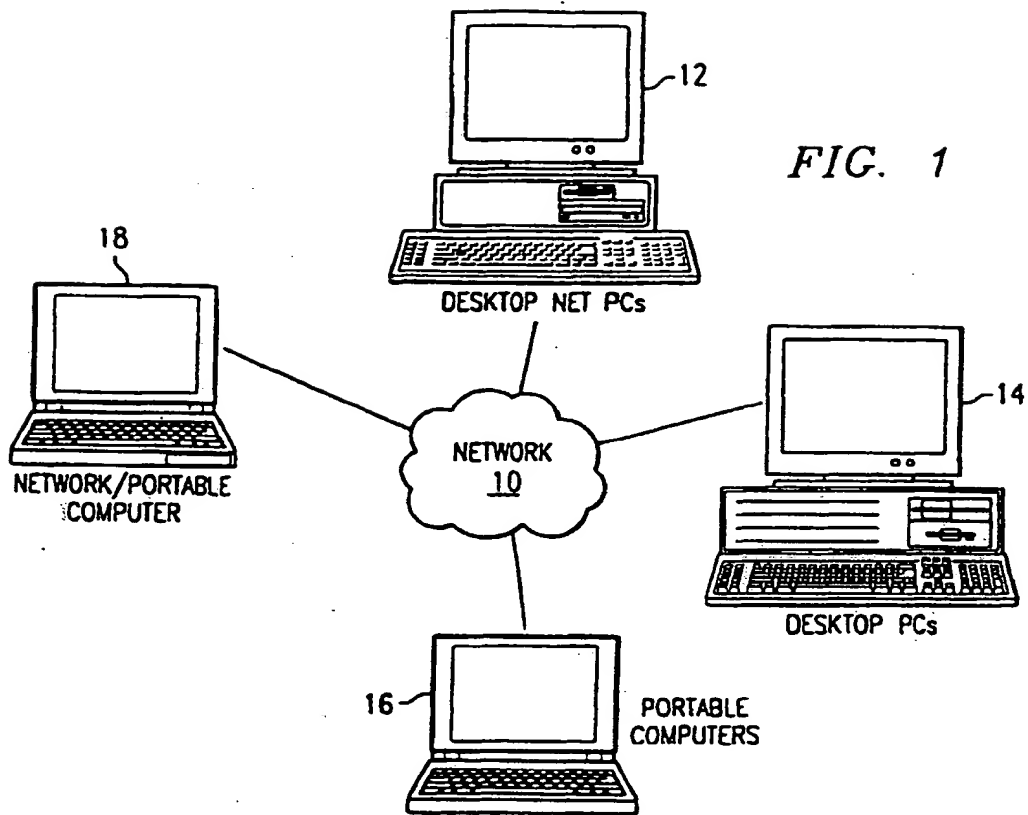 12
FIG. 1
18
DESKTOP NET PCs
14
NETWORK
10
NETWORK/PORTABLE
COMPUTER
DESKTOP PCs
16
PORTABLE
COMPUTERS